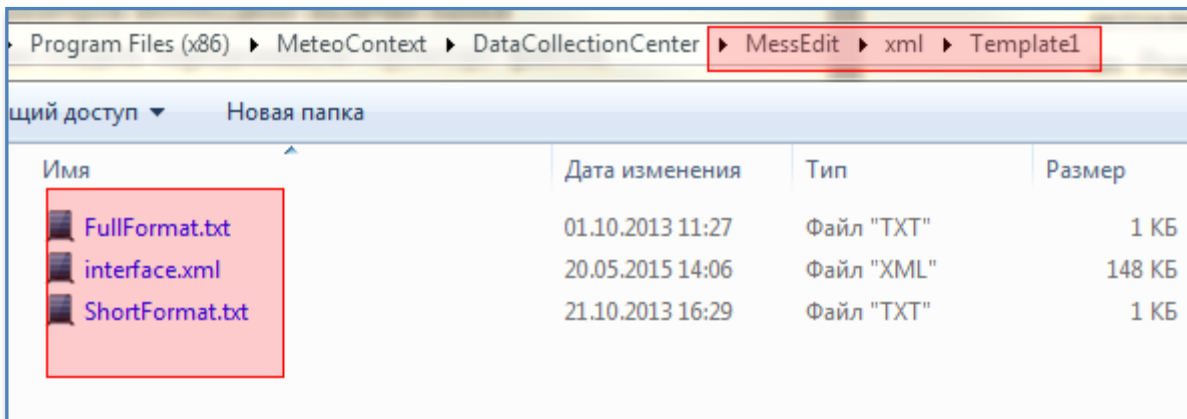 Program Files (x86) ▸ MeteoContext ▸ DataCollectionCenter ▸ MessEdit ▸ xml ▸ Template1
щий доступ Новая папка
Имя Дата изменения Тип Размер
FullFormat.txt 01.10.2013 11:27 Файл "TXT" 1 КБ
interface.xml 20.05.2015 14:06 Файл "XML" 148 КБ
ShortFormat.txt 21.10.2013 16:29 Файл "TXT" 1 КБ